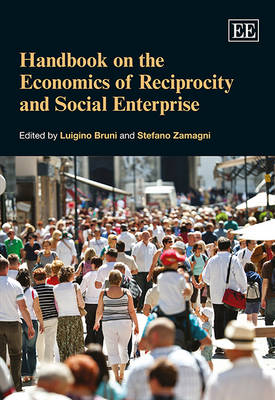 EE
Handbook on the
Economics of Reciprocity
and Social Enterprise
Edited by Luigino Bruni and Stefano Zamagni